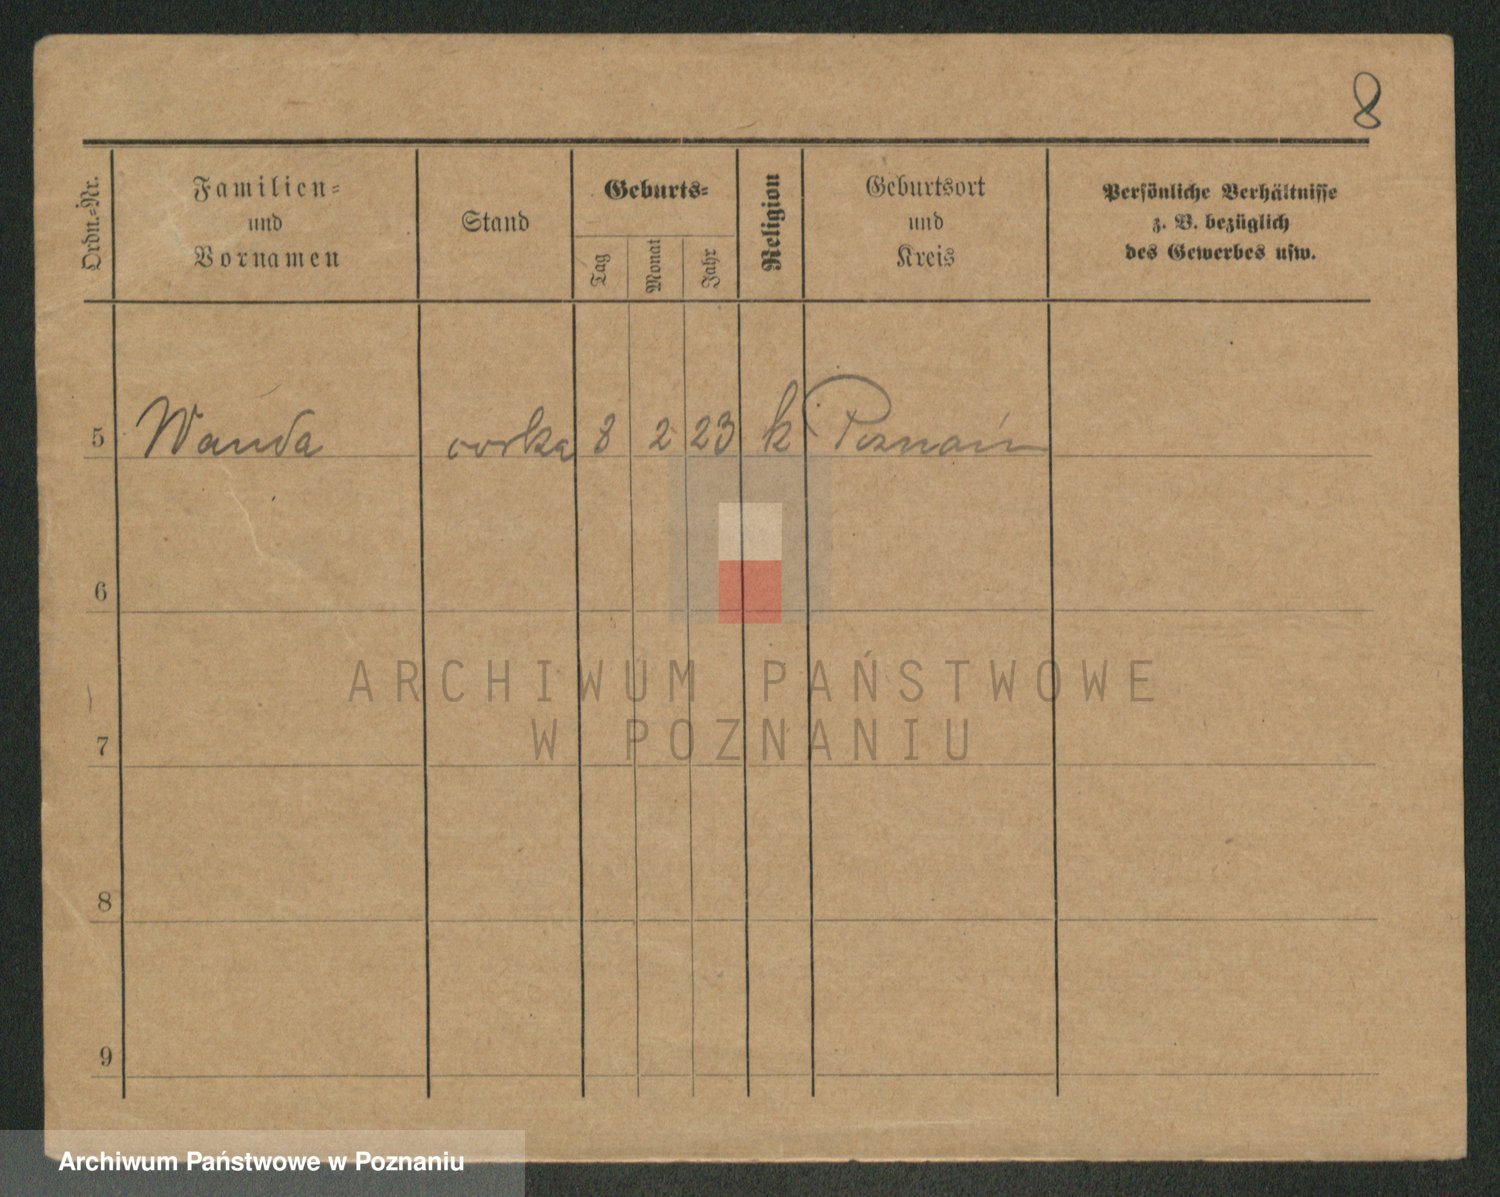 8
Ordn.=Nr.
Familien=
und
Vornamen
Stand
Geburts=
Tag
Monat
Jahr
Religion
Geburtsort
und
Kreis
Persönliche Verhältnisse
z. B. bezüglich
des Gewerbes usw.
5 Wanda córka 8 2 23 k Poznań
6
ARCHIWUM PAŃSTWOWE
W POZNANIU
7
8
9
Archiwum Państwowe w Poznaniu